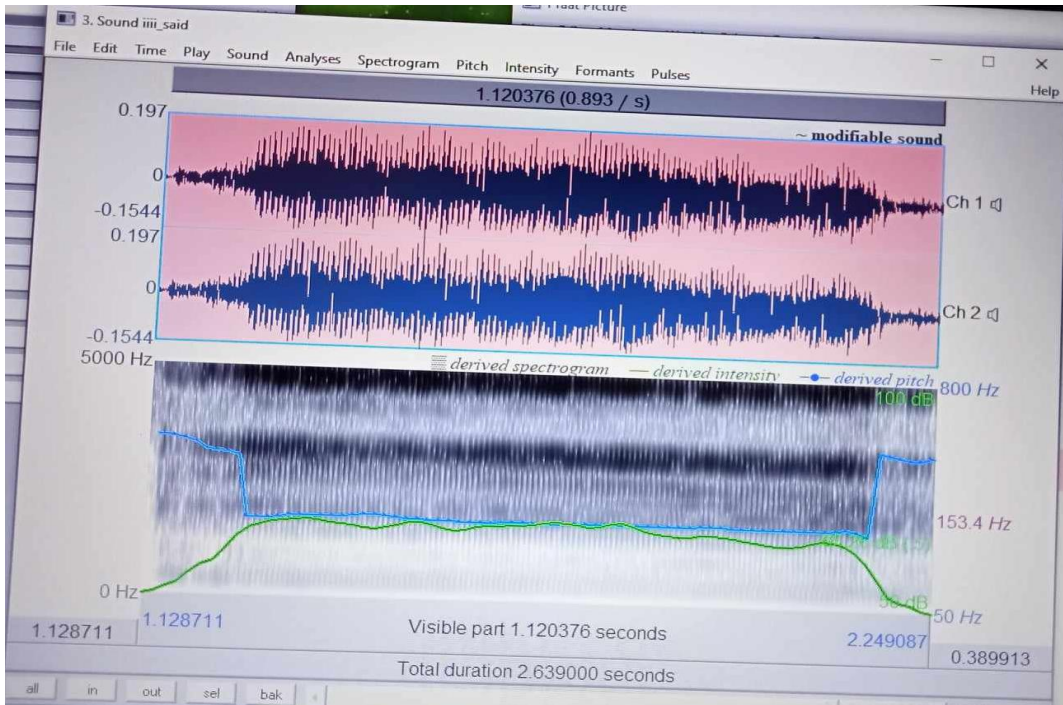 Praat Picture
3. Sound iiii_said
File Edit Time Play Sound Analyses Spectrogram Pitch Intensity Formants Pulses
Help
1.120376 (0.893 / s)
0.197
~ modifiable sound
0
Ch 1
-0.1544
0.197
0
Ch 2
-0.1544
5000 Hz
derived spectrogram derived intensity derived pitch
800 Hz
100 dB
153.4 Hz
0 Hz
50 dB
50 Hz
1.128711
1.128711
Visible part 1.120376 seconds
2.249087
0.389913
Total duration 2.639000 seconds
all in out sel bak